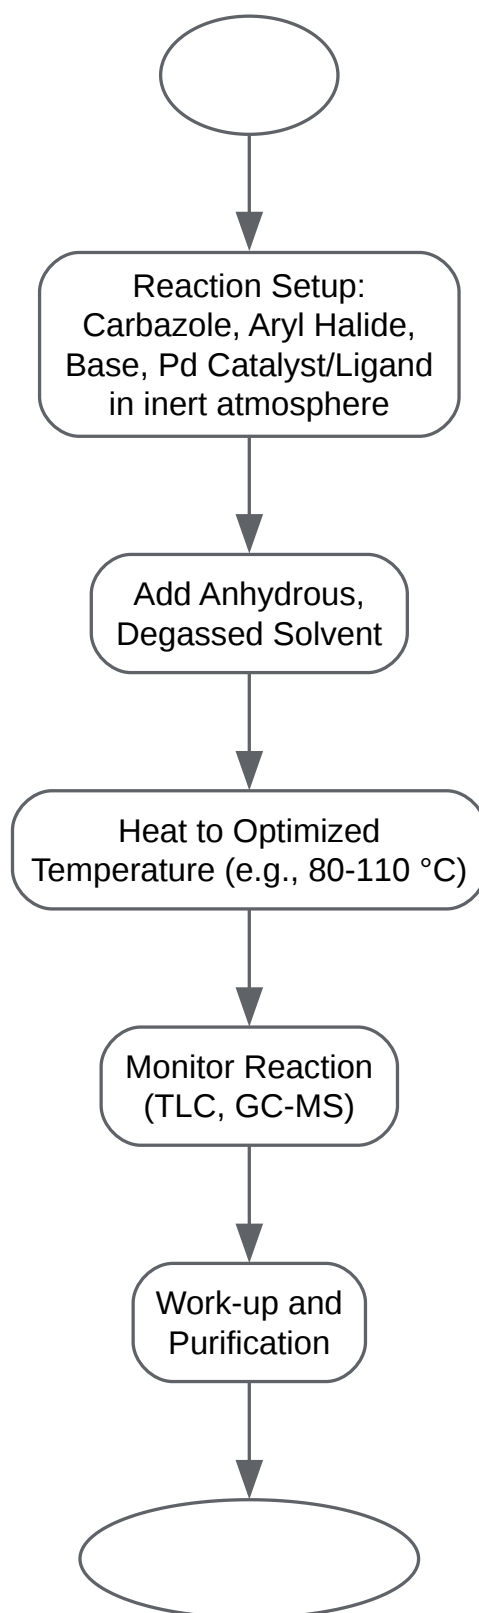 Reaction Setup:
Carbazole, Aryl Halide,
Base, Pd Catalyst/Ligand
in inert atmosphere
Add Anhydrous,
Degassed Solvent
Heat to Optimized
Temperature (e.g., 80-110 °C)
Monitor Reaction
(TLC, GC-MS)
Work-up and
Purification